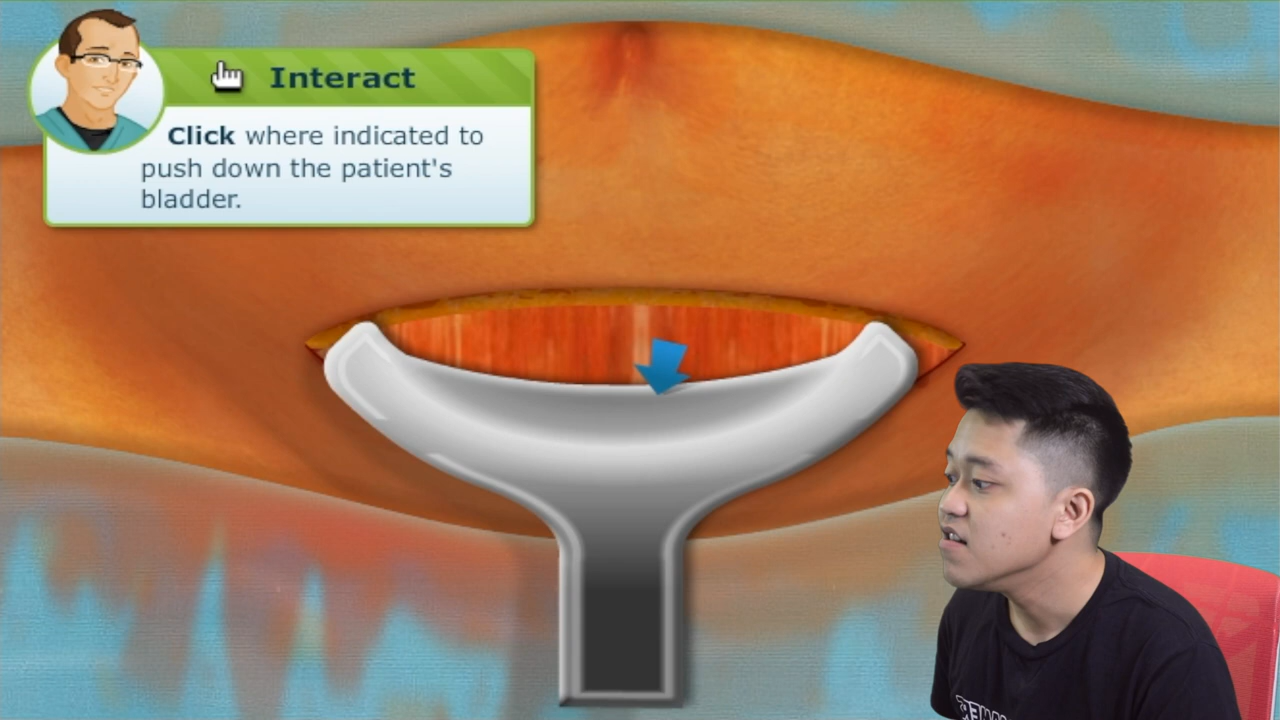 Interact
Click where indicated to
push down the patient's
bladder.